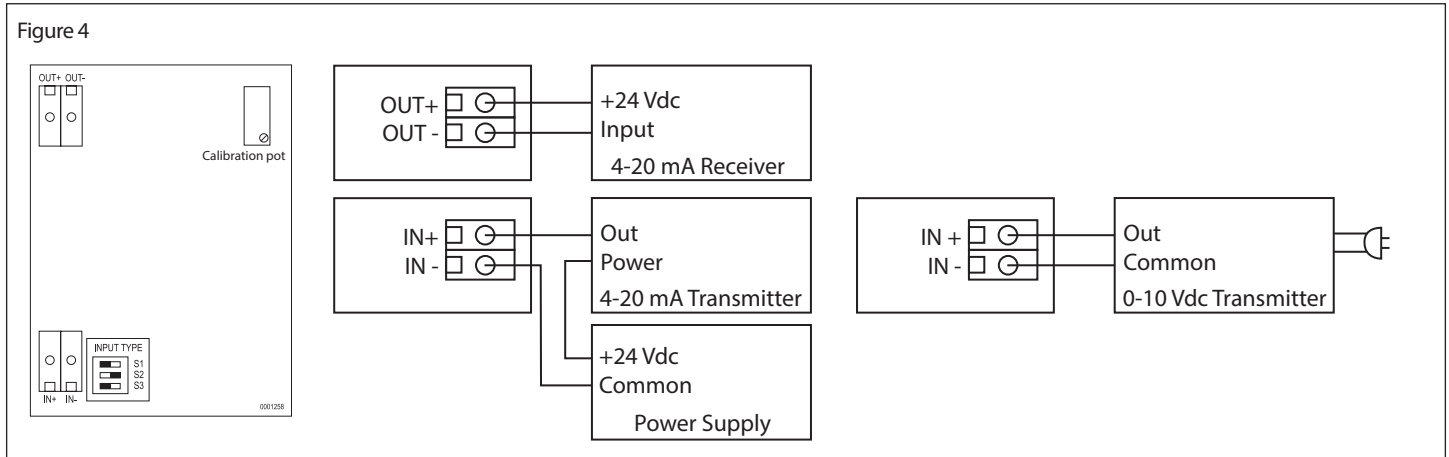 Figure 4
OUT+ OUT-
Calibration pot
INPUT TYPE
S1
S2
S3
IN+ IN-
0001258
OUT+
OUT -
+24 Vdc
Input
4-20 mA Receiver
IN+
IN -
Out
Power
4-20 mA Transmitter
+24 Vdc
Common
Power Supply
IN +
IN -
Out
Common
0-10 Vdc Transmitter